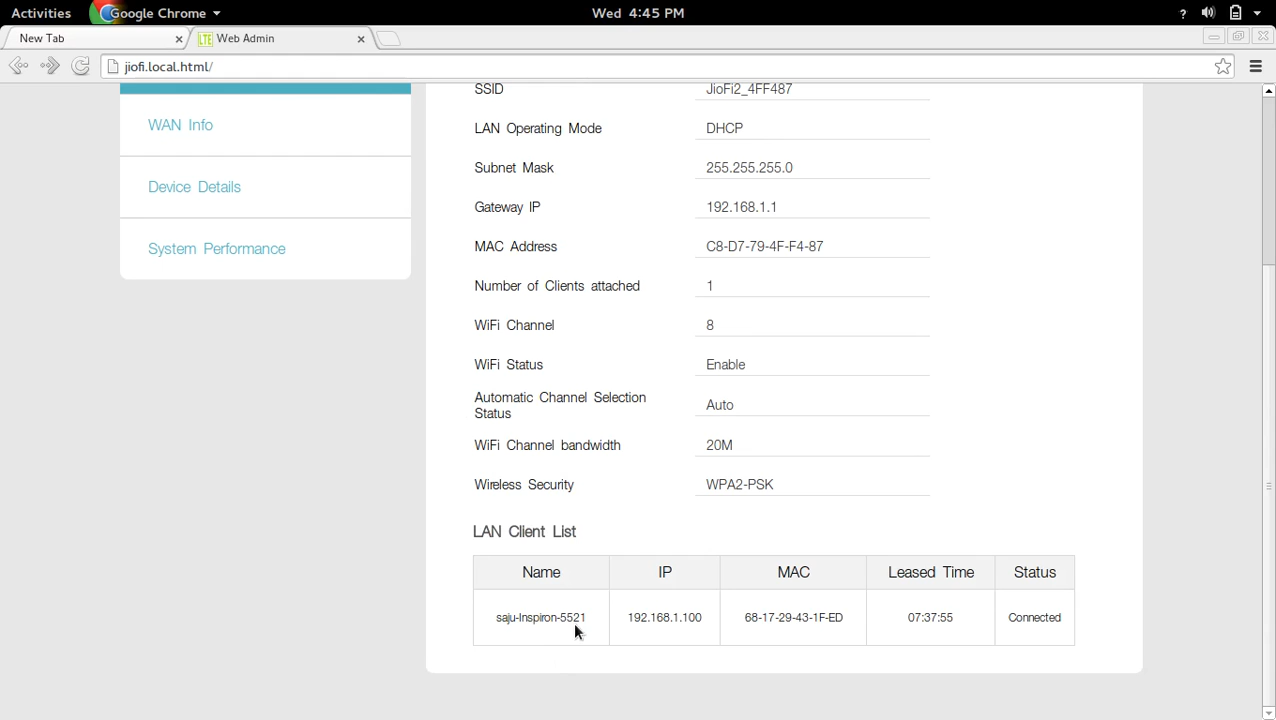 Activities Google Chrome Wed 4:45 PM ?
New Tab LTE Web Admin
jiofi.local.html/
SSID JioFi2_4FF487
WAN Info
LAN Operating Mode DHCP
Subnet Mask 255.255.255.0
Device Details
Gateway IP 192.168.1.1
System Performance
MAC Address C8-D7-79-4F-F4-87
Number of Clients attached 1
WiFi Channel 8
WiFi Status Enable
Automatic Channel Selection
Status Auto
WiFi Channel bandwidth 20M
Wireless Security WPA2-PSK
LAN Client List
Name IP MAC Leased Time Status
saju-Inspiron-5521 192.168.1.100 68-17-29-43-1F-ED 07:37:55 Connected